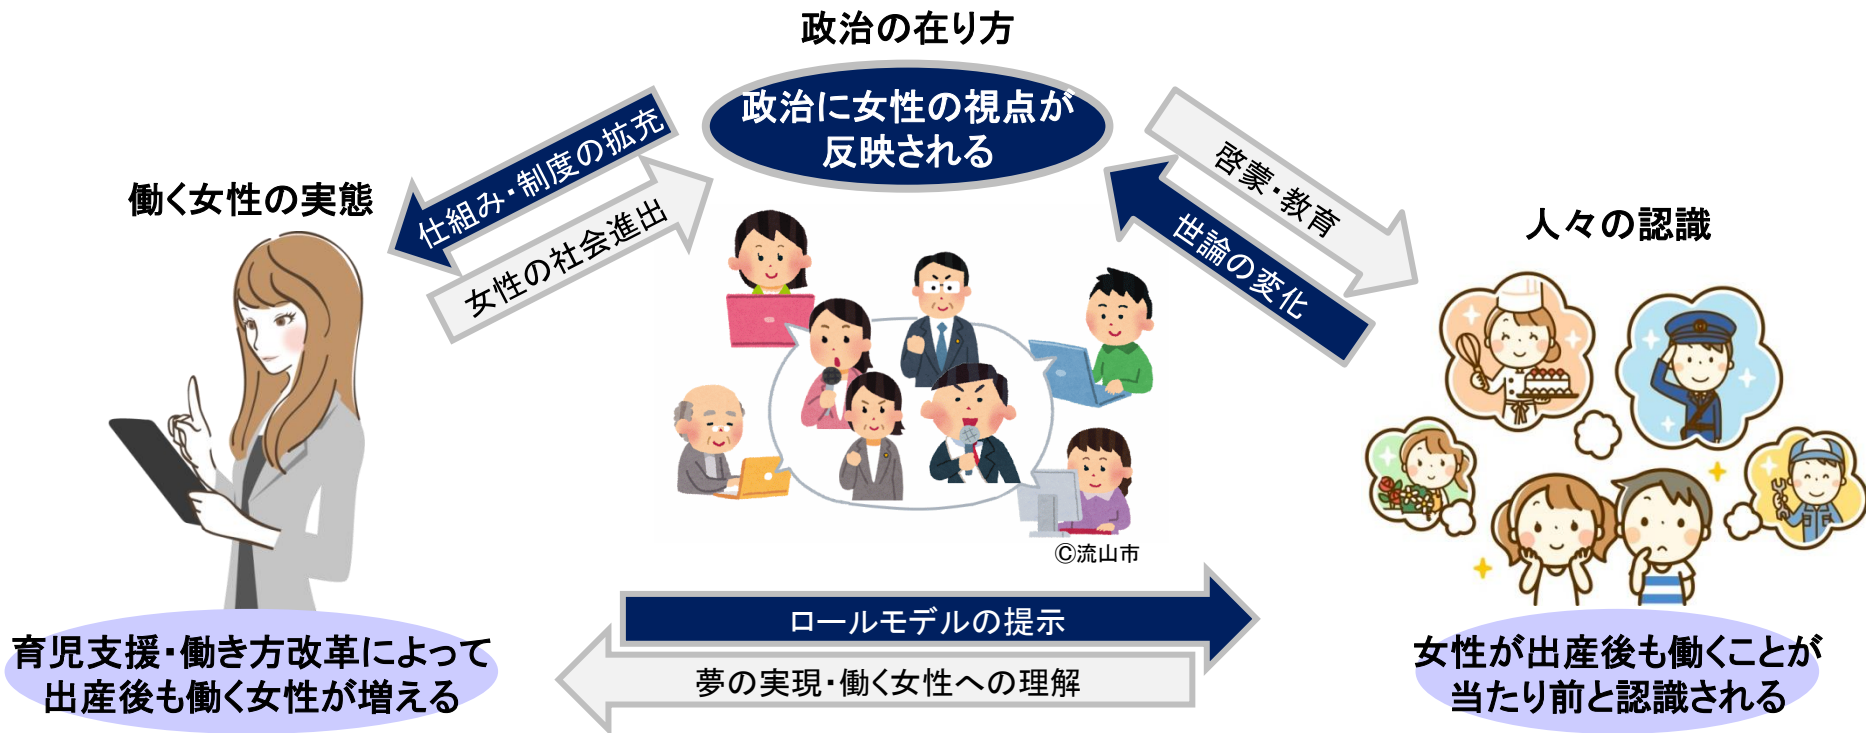 政治の在り方
政治に女性の視点が
反映される
仕組み・制度の拡充
女性の社会進出
啓蒙・教育
世論の変化
働く女性の実態
人々の認識
Ⓒ流山市
ロールモデルの提示
夢の実現・働く女性への理解
育児支援・働き方改革によって
出産後も働く女性が増える
女性が出産後も働くことが
当たり前と認識される